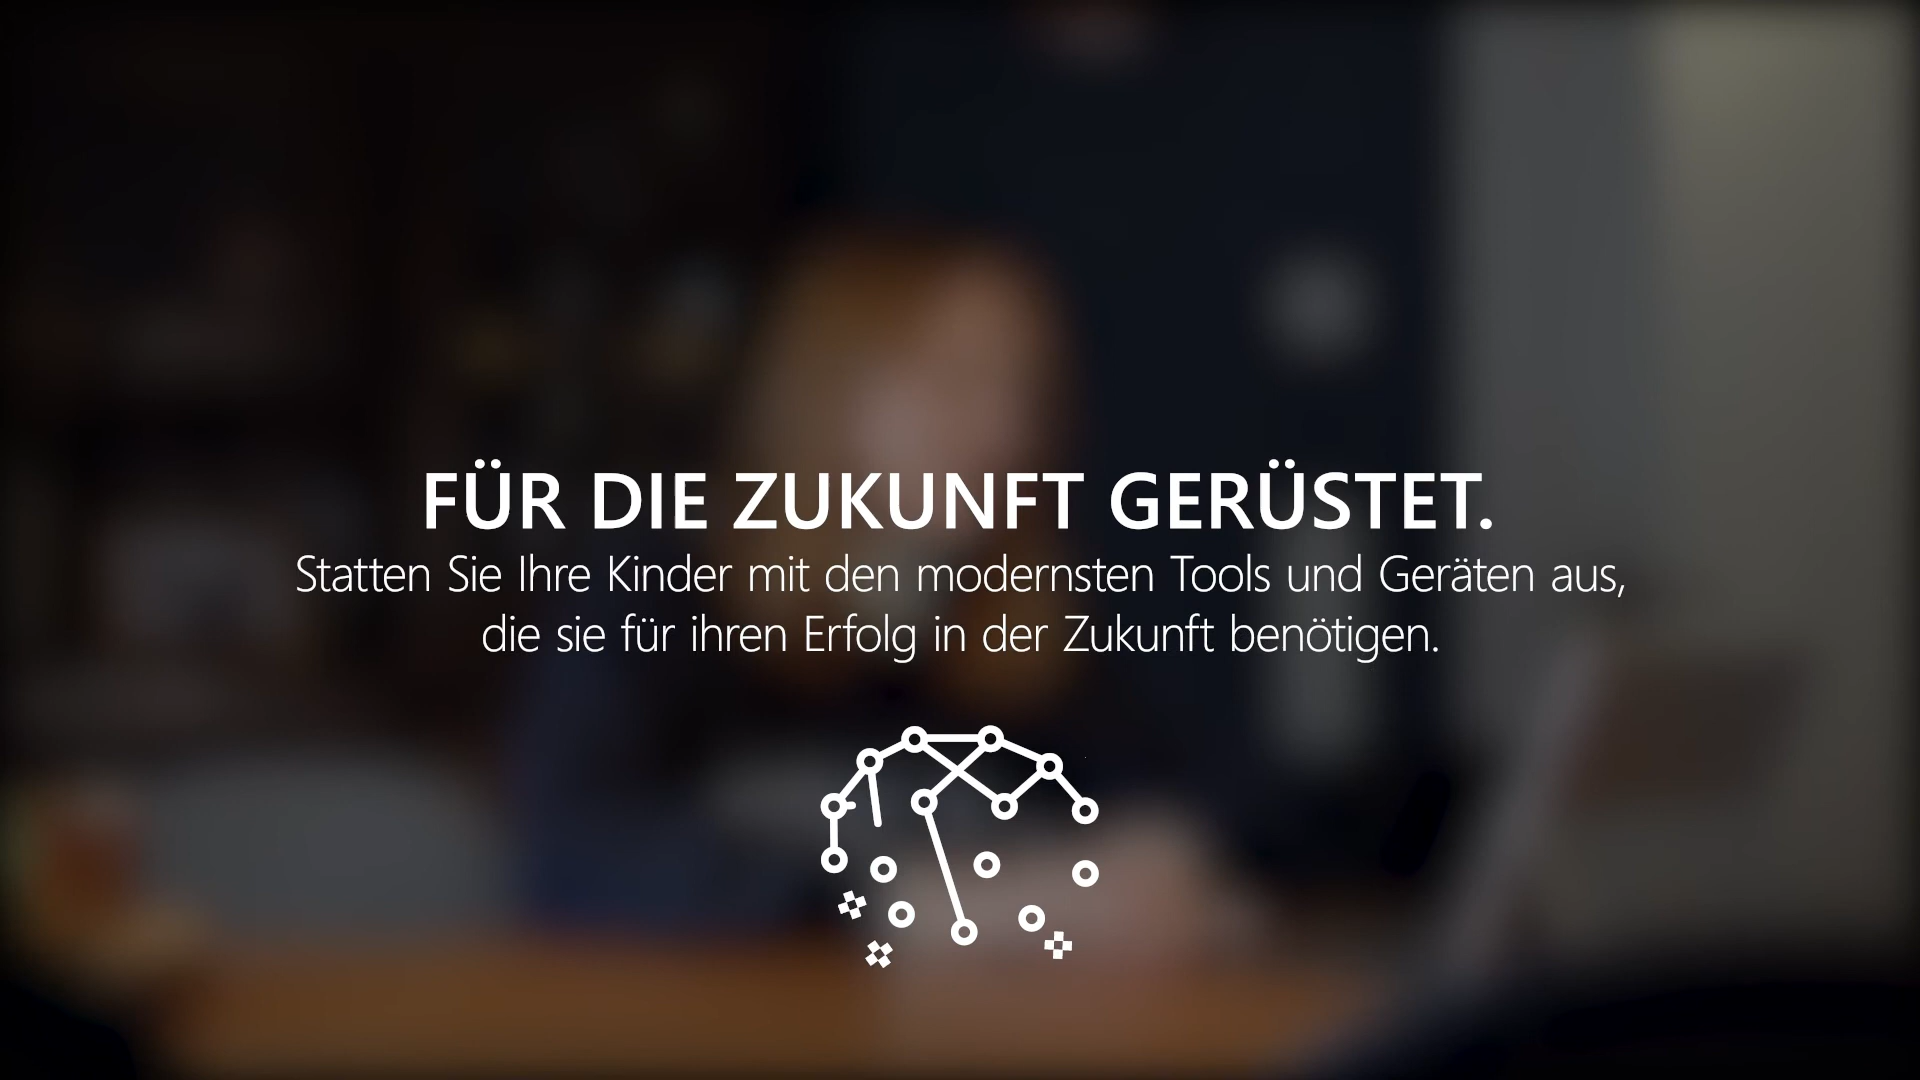 FÜR DIE ZUKUNFT GERÜSTET.
Statten Sie Ihre Kinder mit den modernsten Tools und Geräten aus,
die sie für ihren Erfolg in der Zukunft benötigen.